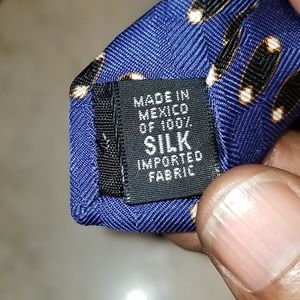 MADE IN
MEXICO
OF 100%
SILK
IMPORTED
FABRIC